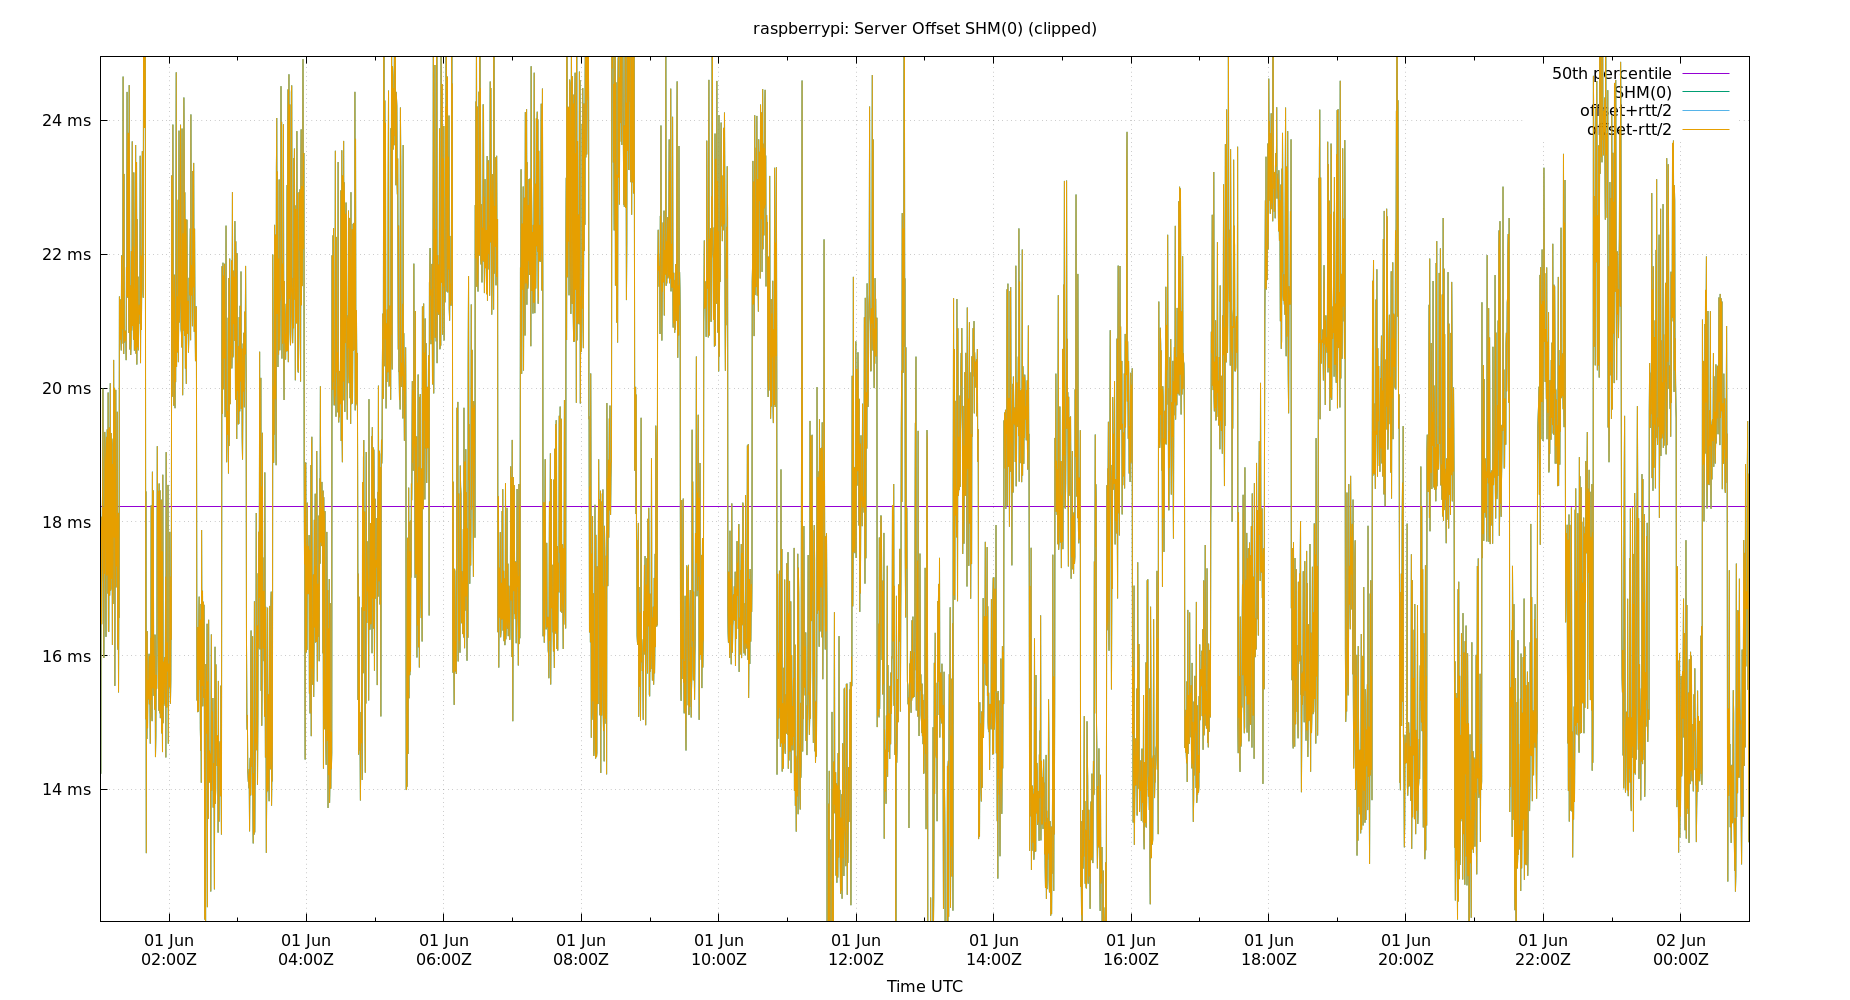 raspberrypi: Server Offset SHM(0) (clipped)
50th percentile
SHM(0)
offset+rtt/2
offset-rtt/2
24 ms
22 ms
20 ms
18 ms
16 ms
14 ms
01 Jun 01 Jun 01 Jun 01 Jun 01 Jun 01 Jun 01 Jun 01 Jun 01 Jun 01 Jun 01 Jun 02 Jun
02:00Z 04:00Z 06:00Z 08:00Z 10:00Z 12:00Z 14:00Z 16:00Z 18:00Z 20:00Z 22:00Z 00:00Z
Time UTC